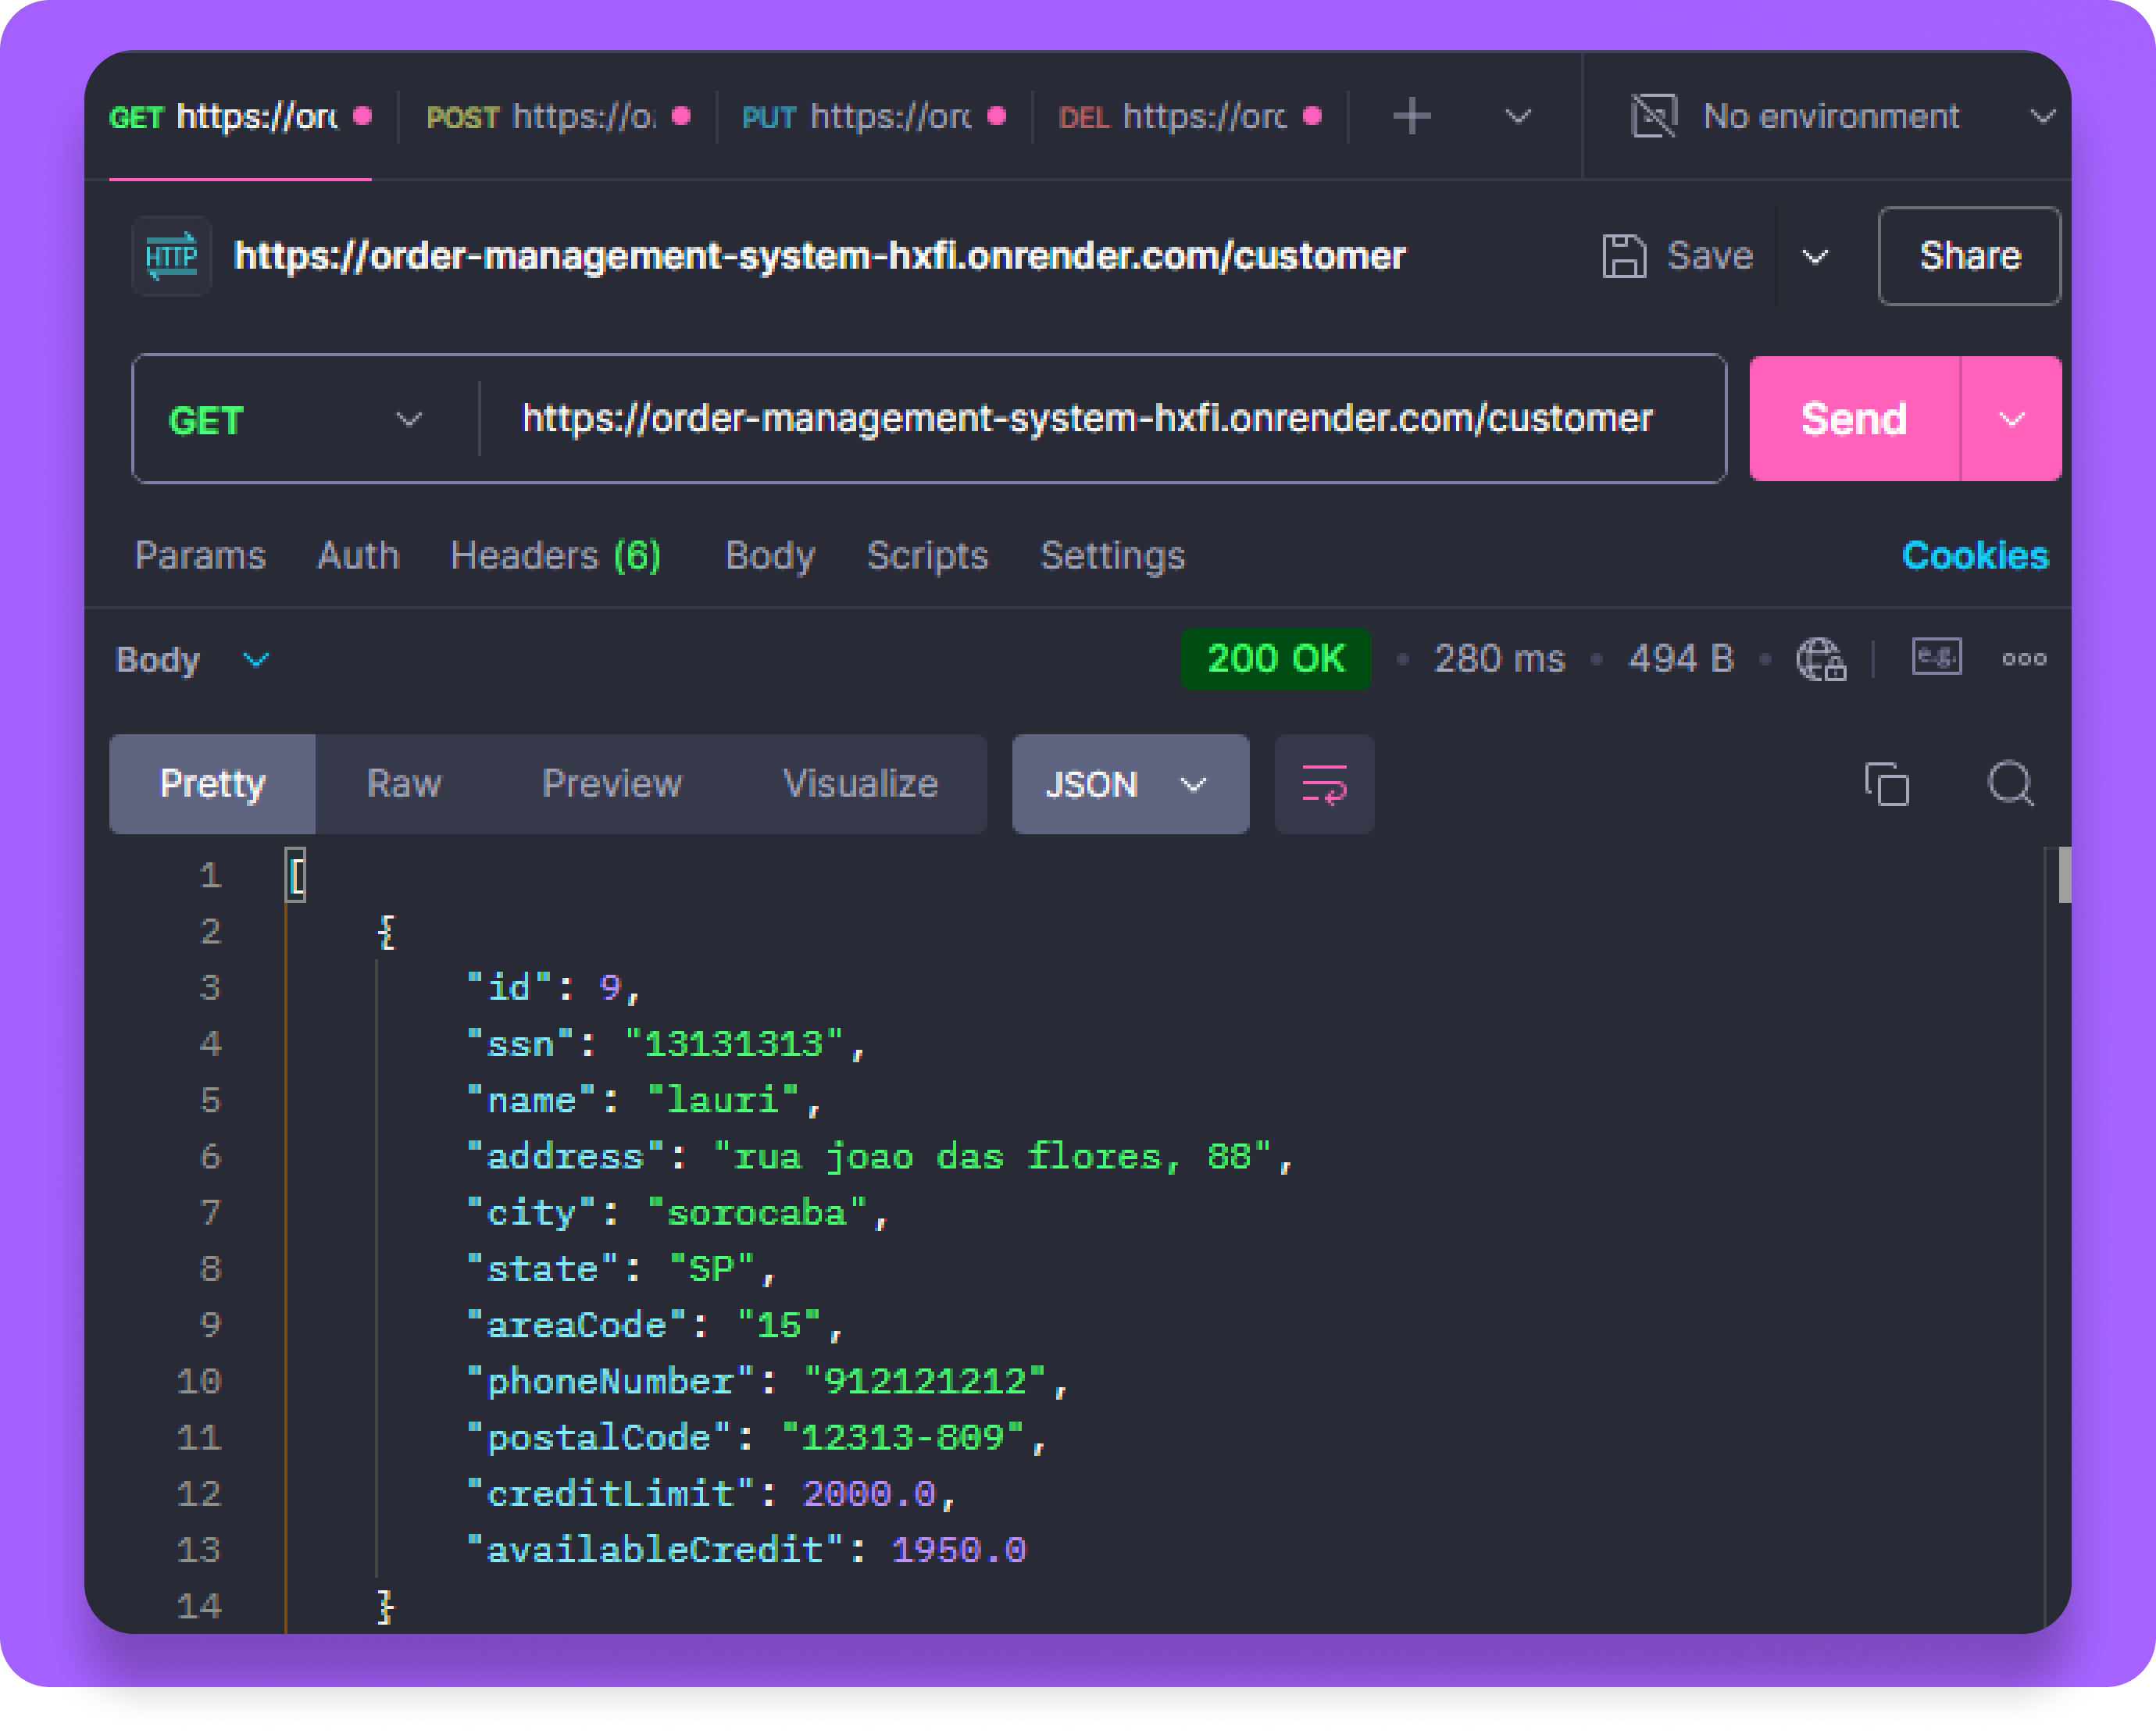 GET https://ord POST https://o PUT https://orc DEL https://orc No environment
HTTP https://order-management-system-hxfi.onrender.com/customer Save Share
GET https://order-management-system-hxfi.onrender.com/customer Send
Params Auth Headers (6) Body Scripts Settings Cookies
Body 200 OK 280 ms 494 B e.g.
Pretty Raw Preview Visualize JSON
1 [
2 {
3 "id": 9,
4 "ssn": "13131313",
5 "name": "lauri",
6 "address": "rua joao das flores, 88",
7 "city": "sorocaba",
8 "state": "SP",
9 "areaCode": "15",
10 "phoneNumber": "912121212",
11 "postalCode": "12313-809",
12 "creditLimit": 2000.0,
13 "availableCredit": 1950.0
14 }